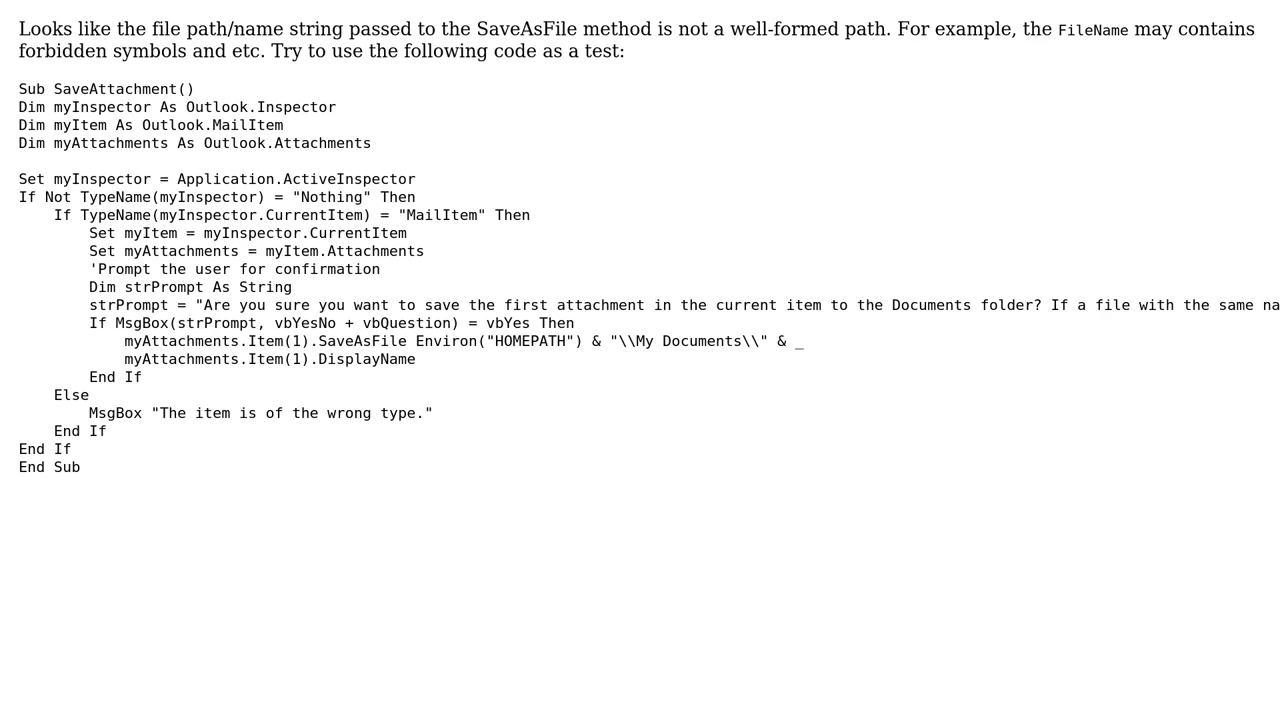 Looks like the file path/name string passed to the SaveAsFile method is not a well-formed path. For example, the FileName may contains
forbidden symbols and etc. Try to use the following code as a test:
Sub SaveAttachment()
Dim myInspector As Outlook.Inspector
Dim myItem As Outlook.MailItem
Dim myAttachments As Outlook.Attachments
Set myInspector = Application.ActiveInspector
If Not TypeName(myInspector) = "Nothing" Then
    If TypeName(myInspector.CurrentItem) = "MailItem" Then
        Set myItem = myInspector.CurrentItem
        Set myAttachments = myItem.Attachments
        'Prompt the user for confirmation
        Dim strPrompt As String
        strPrompt = "Are you sure you want to save the first attachment in the current item to the Documents folder? If a file with the same na
        If MsgBox(strPrompt, vbYesNo + vbQuestion) = vbYes Then
            myAttachments.Item(1).SaveAsFile Environ("HOMEPATH") & "\\My Documents\\" & _
            myAttachments.Item(1).DisplayName
        End If
    Else
        MsgBox "The item is of the wrong type."
    End If
End If
End Sub